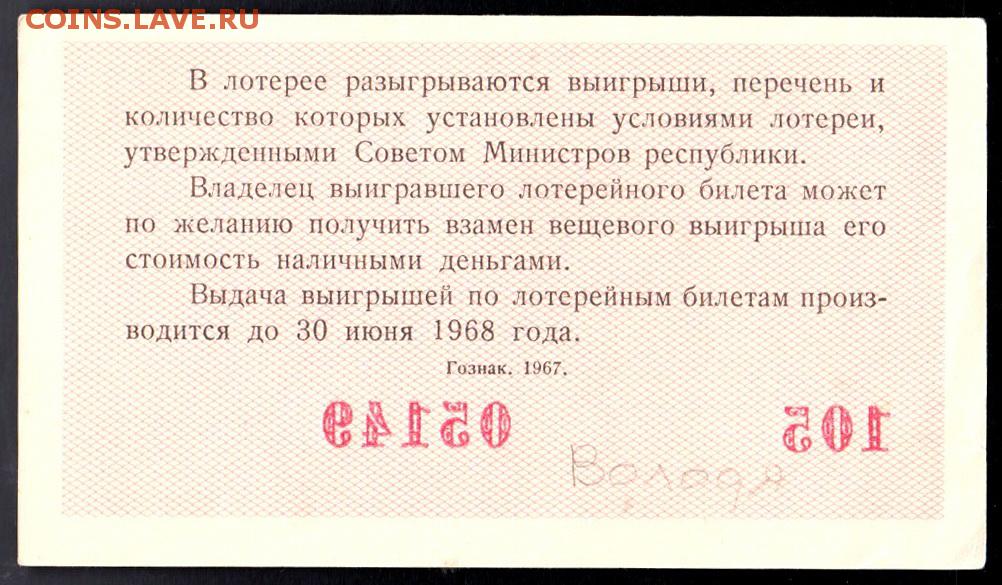 COINS.LAVE.RU
В лотерее разыгрываются выигрыши, перечень и
количество которых установлены условиями лотереи,
утвержденными Советом Министров республики.
Владелец выигравшего лотерейного билета может
по желанию получить взамен вещевого выигрыша его
стоимость наличными деньгами.
Выдача выигрышей по лотерейным билетам произ-
водится до 30 июня 1968 года.
Гознак. 1967.
05149 105
Володя